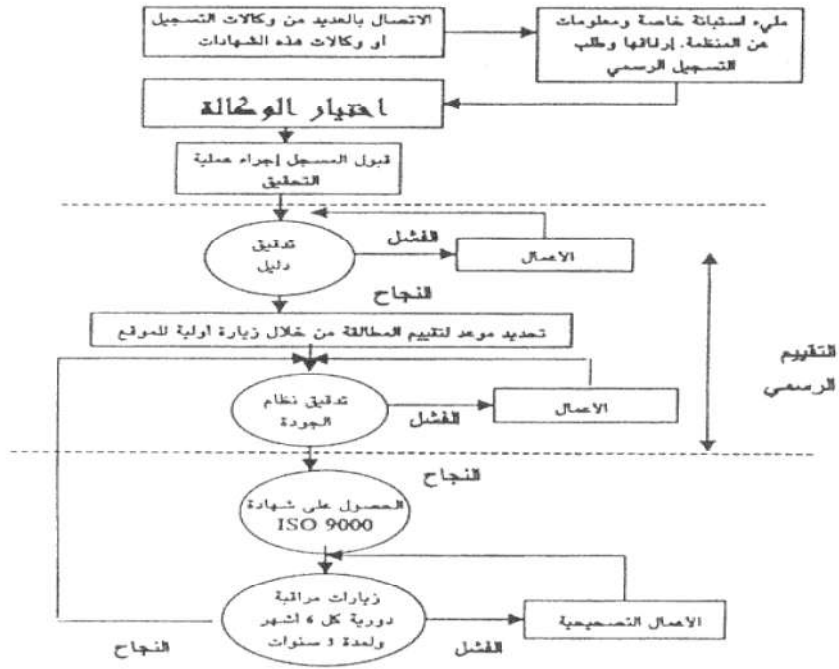 الاتصال بالعديد من وكالات التسجيل
او وكالات هذه الشهادات
مليء استبانة خاصة ومعلومات
عن المنظمة، إرفاقها وطلب
التسجيل الرسمي
اختيار الوكالة
قبول المسجل إجراء عملية
التحقيق
تدقيق
دليل
الفشل
الاعمال
النجاح
تحديد موعد لتقييم المطالقة من خلال زيارة اولية للموقع
التقييم
الرسمي
تدقيق نظام
الجودة
الفشل
الاعمال
النجاح
الحصول على شهادة
ISO 9000
زيارات مراقبة
دورية كل 6 اشهر
ولمدة 3 سنوات
الفشل
الاعمال التصحيحية
النجاح